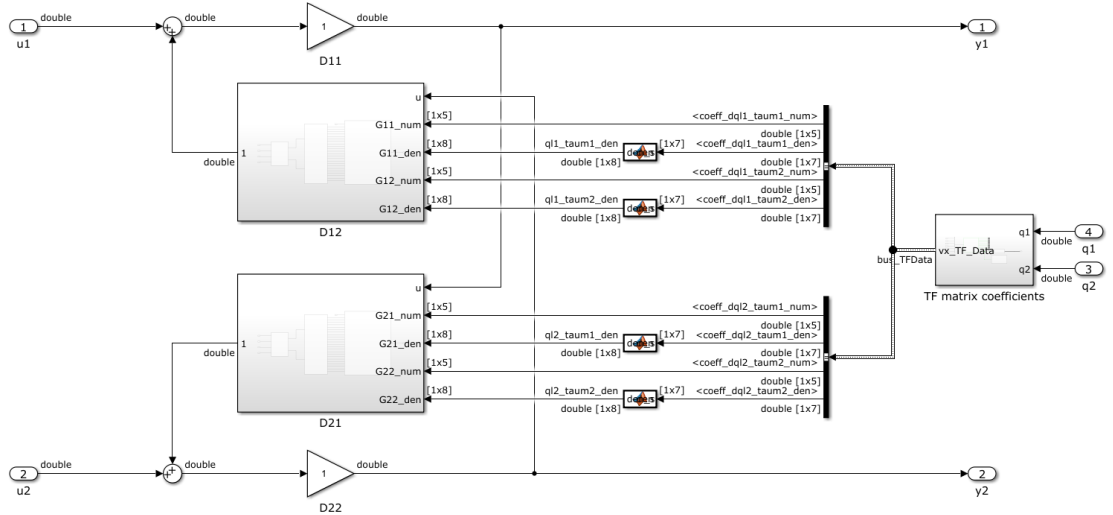 double double 1 double
1 1
u1 D11 y1
u
[1x5] <coeff_dql1_taum1_num>
G11_num double [1x5]
[1x8] ql1_taum1_den [1x7] <coeff_dql1_taum1_den>
1 G11_den
double double [1x8] double [1x7]
[1x5] <coeff_dql1_taum2_num>
G12_num double [1x5]
[1x8] ql1_taum2_den [1x7] <coeff_dql1_taum2_den>
G12_den double [1x8] double [1x7]
D12
q1 4
double q1
vx_TF_Data
bus_TFData
q2 3
double q2
TF matrix coefficients
u
[1x5] <coeff_dql2_taum1_num>
G21_num double [1x5]
[1x8] ql2_taum1_den [1x7] <coeff_dql2_taum1_den>
1 G21_den
double double [1x8] double [1x7]
[1x5] <coeff_dql2_taum2_num>
G22_num double [1x5]
[1x8] ql2_taum2_den [1x7] <coeff_dql2_taum2_den>
G22_den double [1x8] double [1x7]
D21
double double 1 double
2 2
u2 D22 y2